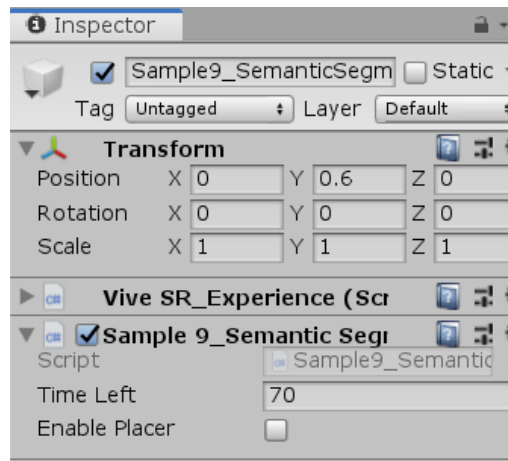 Inspector
Sample9_SemanticSegm Static
Tag Untagged Layer Default
Transform
Position X 0 Y 0.6 Z 0
Rotation X 0 Y 0 Z 0
Scale X 1 Y 1 Z 1
c# Vive SR_Experience (Scr
c# Sample 9_Semantic Segr
Script Sample9_Semantic
Time Left 70
Enable Placer